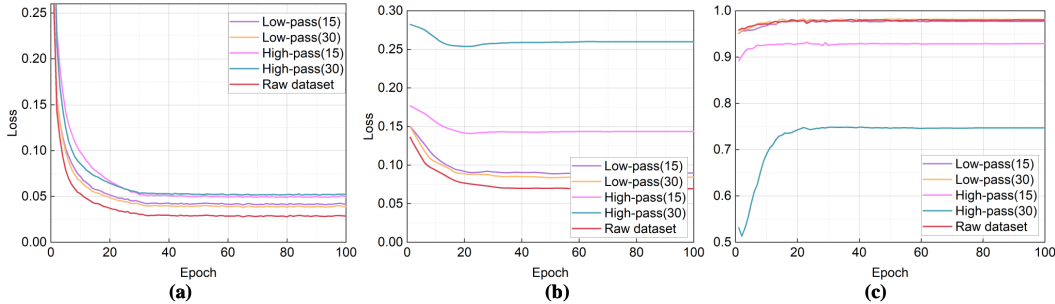 0.25
0.20
0.15
0.10
0.05
0.00
Loss
0
20
40
60
80
100
Epoch
Low-pass(15)
Low-pass(30)
High-pass(15)
High-pass(30)
Raw dataset
(a)
0.30
0.25
0.20
0.15
0.10
0.05
0.00
Loss
0
20
40
60
80
100
Epoch
Low-pass(15)
Low-pass(30)
High-pass(15)
High-pass(30)
Raw dataset
(b)
1.0
0.9
0.8
0.7
0.6
0.5
0
20
40
60
80
100
Epoch
Low-pass(15)
Low-pass(30)
High-pass(15)
High-pass(30)
Raw dataset
(c)